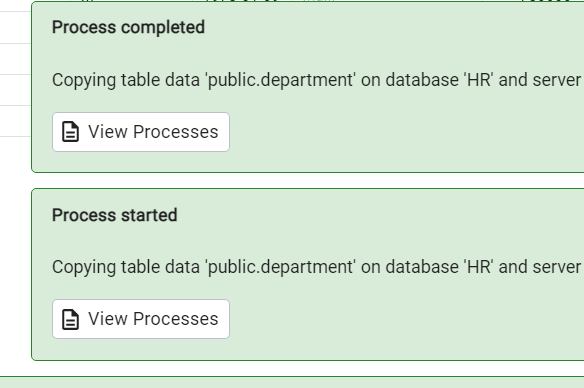 Process completed
Copying table data 'public.department' on database 'HR' and server
View Processes
Process started
Copying table data 'public.department' on database 'HR' and server
View Processes